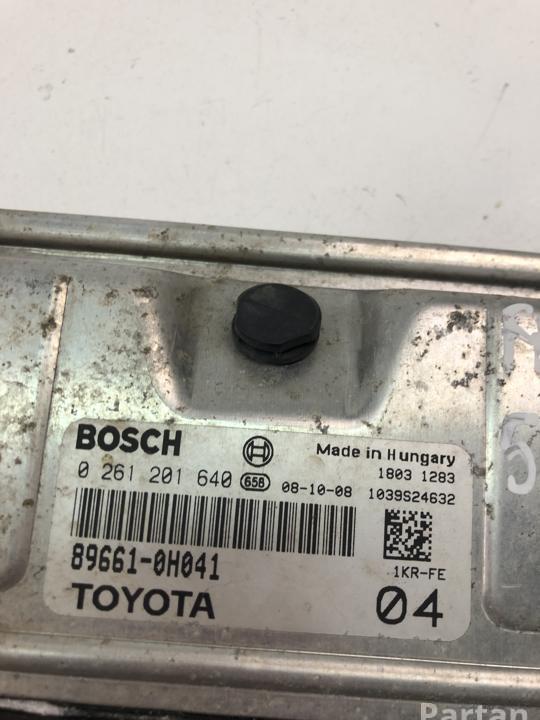 BOSCH
Made in Hungary
1803 1283
0 261 201 640 658 08-10-08 1039S24632
89661-0H041
1KR-FE
TOYOTA
04
Partan